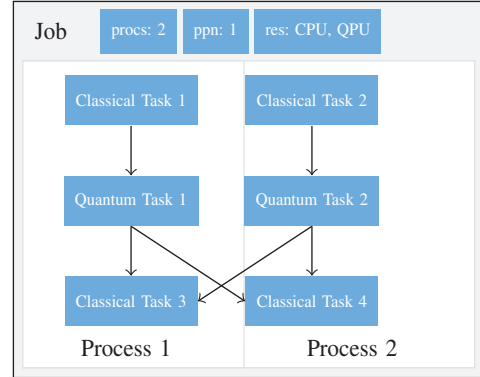 Job
procs: 2
ppn: 1
res: CPU, QPU
Classical Task 1
Classical Task 2
Quantum Task 1
Quantum Task 2
Classical Task 3
Classical Task 4
Process 1
Process 2